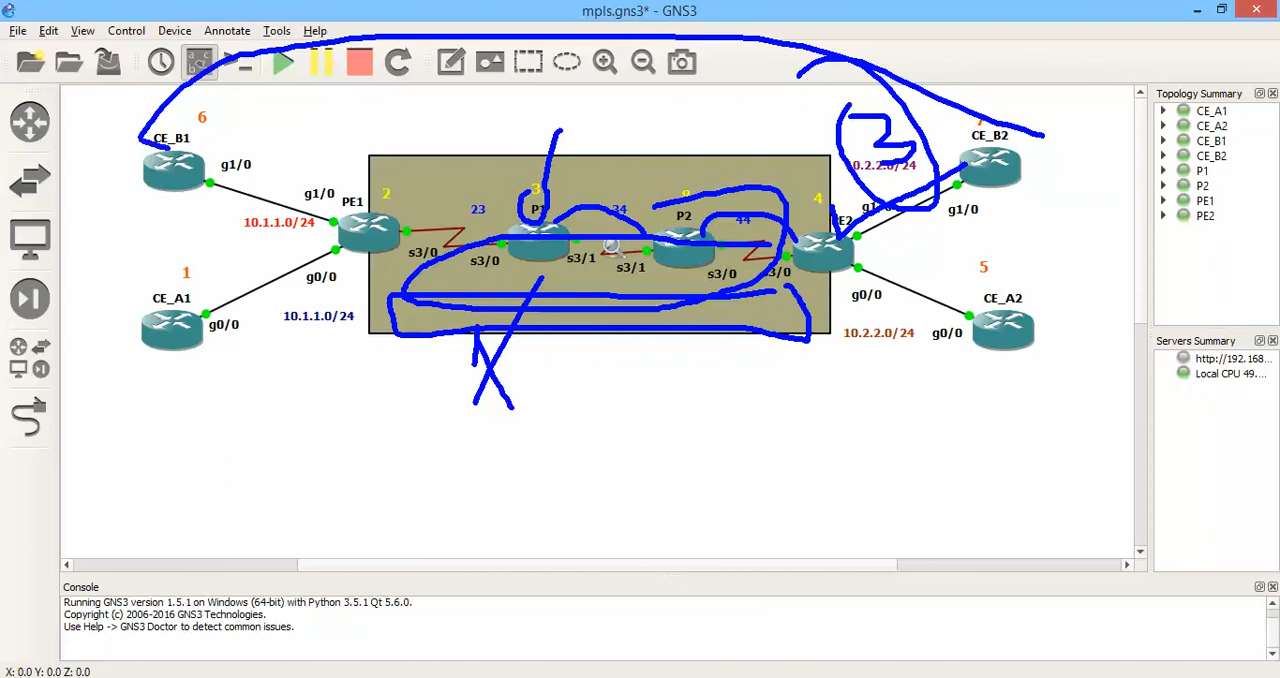 mpls.gns3* - GNS3
File Edit View Control Device Annotate Tools Help
6
CE_B1
g1/0
g1/0
10.1.1.0/24
PE1
2
23
s3/0
s3/0
3
P1
34
s3/1
s3/1
P2
44
s3/0
4
g1/0
CE_B2
1
CE_A1
g0/0
g0/0
10.1.1.0/24
g0/0
10.2.2.0/24
5
CE_A2
g0/0
Topology Summary
CE_A1
CE_A2
CE_B1
CE_B2
P1
P2
PE1
PE2
Servers Summary
http://192.168...
Local CPU 49....
Console
Running GNS3 version 1.5.1 on Windows (64-bit) with Python 3.5.1 Qt 5.6.0.
Copyright (c) 2006-2016 GNS3 Technologies.
Use Help -> GNS3 Doctor to detect common issues.
X: 0.0 Y: 0.0 Z: 0.0